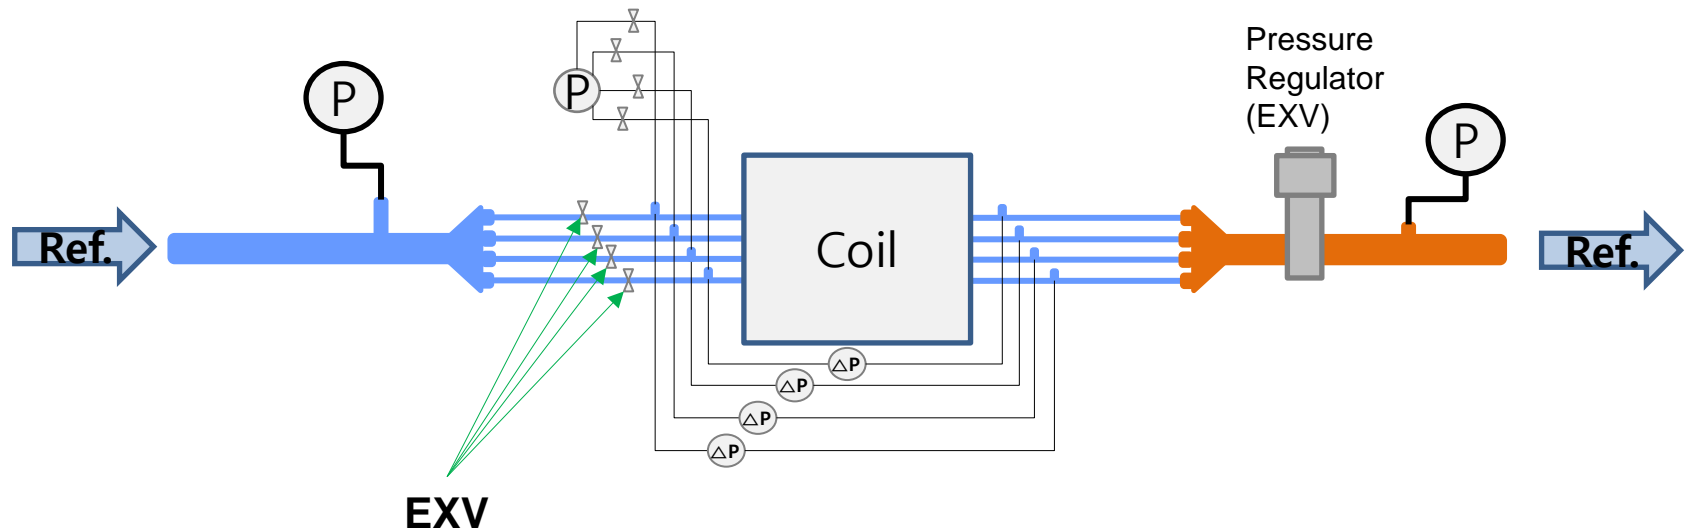 Pressure
Regulator
(EXV)
P
P
P
Ref.
Coil
Ref.
△P
△P
△P
△P
EXV